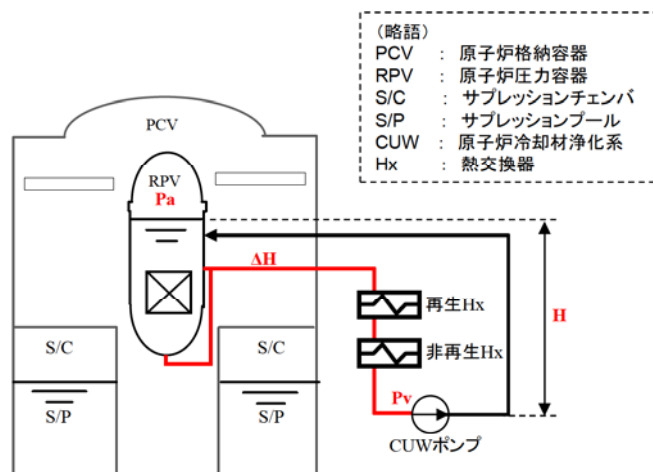 (略語)
PCV : 原子炉格納容器
RPV : 原子炉圧力容器
S/C : サプレッションチェンバ
S/P : サプレッションプール
CUW : 原子炉冷却材浄化系
Hx : 熱交換器
PCV
RPV
Pa
ΔH
再生Hx
H
S/C
S/C
非再生Hx
S/P
S/P
Pv
CUWポンプ